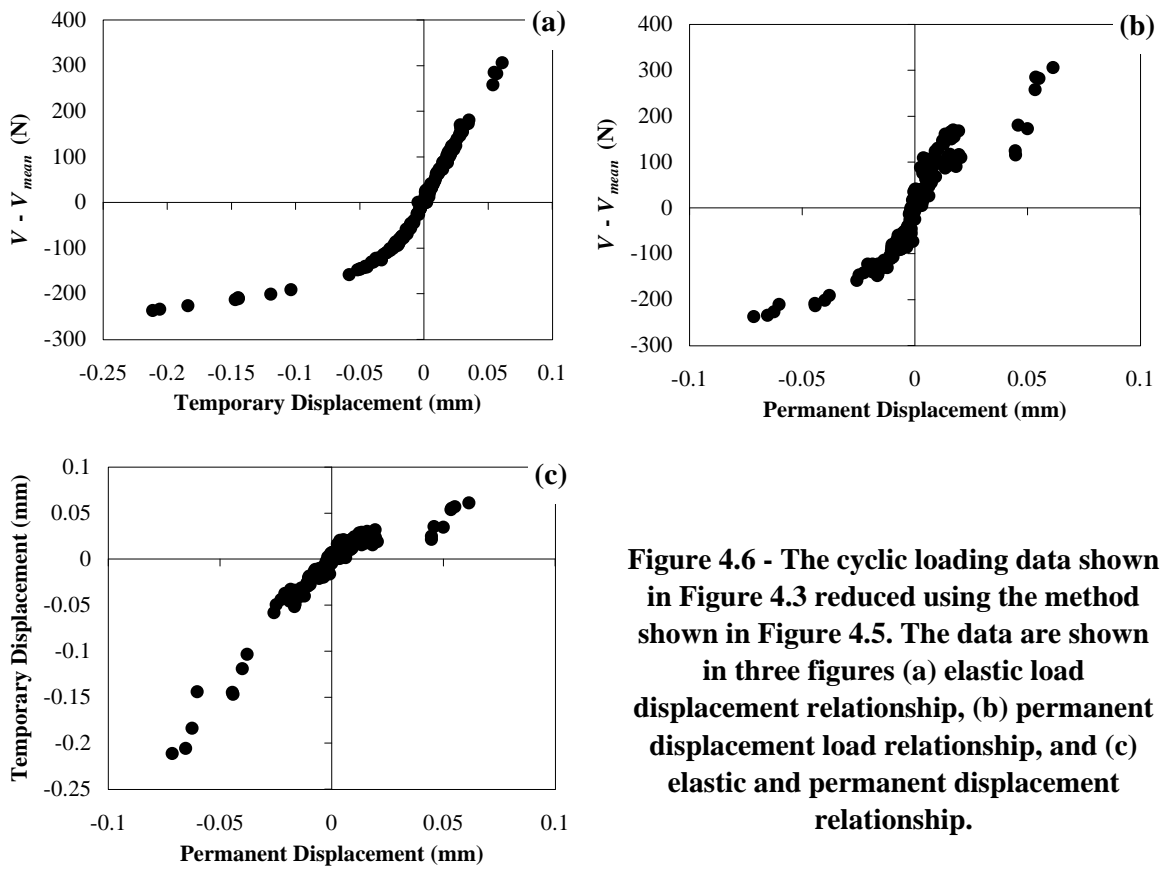 (a)
400
300
200
100
0
-100
-200
-300
V - Vmean (N)
-0.25 -0.2 -0.15 -0.1 -0.05 0 0.05 0.1
Temporary Displacement (mm)
(b)
400
300
200
100
0
-100
-200
-300
V - Vmean (N)
-0.1 -0.05 0 0.05 0.1
Permanent Displacement (mm)
(c)
0.1
0.05
0
-0.05
-0.1
-0.15
-0.2
-0.25
Temporary Displacement (mm)
-0.1 -0.05 0 0.05 0.1
Permanent Displacement (mm)
Figure 4.6 - The cyclic loading data shown
in Figure 4.3 reduced using the method
shown in Figure 4.5. The data are shown
in three figures (a) elastic load
displacement relationship, (b) permanent
displacement load relationship, and (c)
elastic and permanent displacement
relationship.